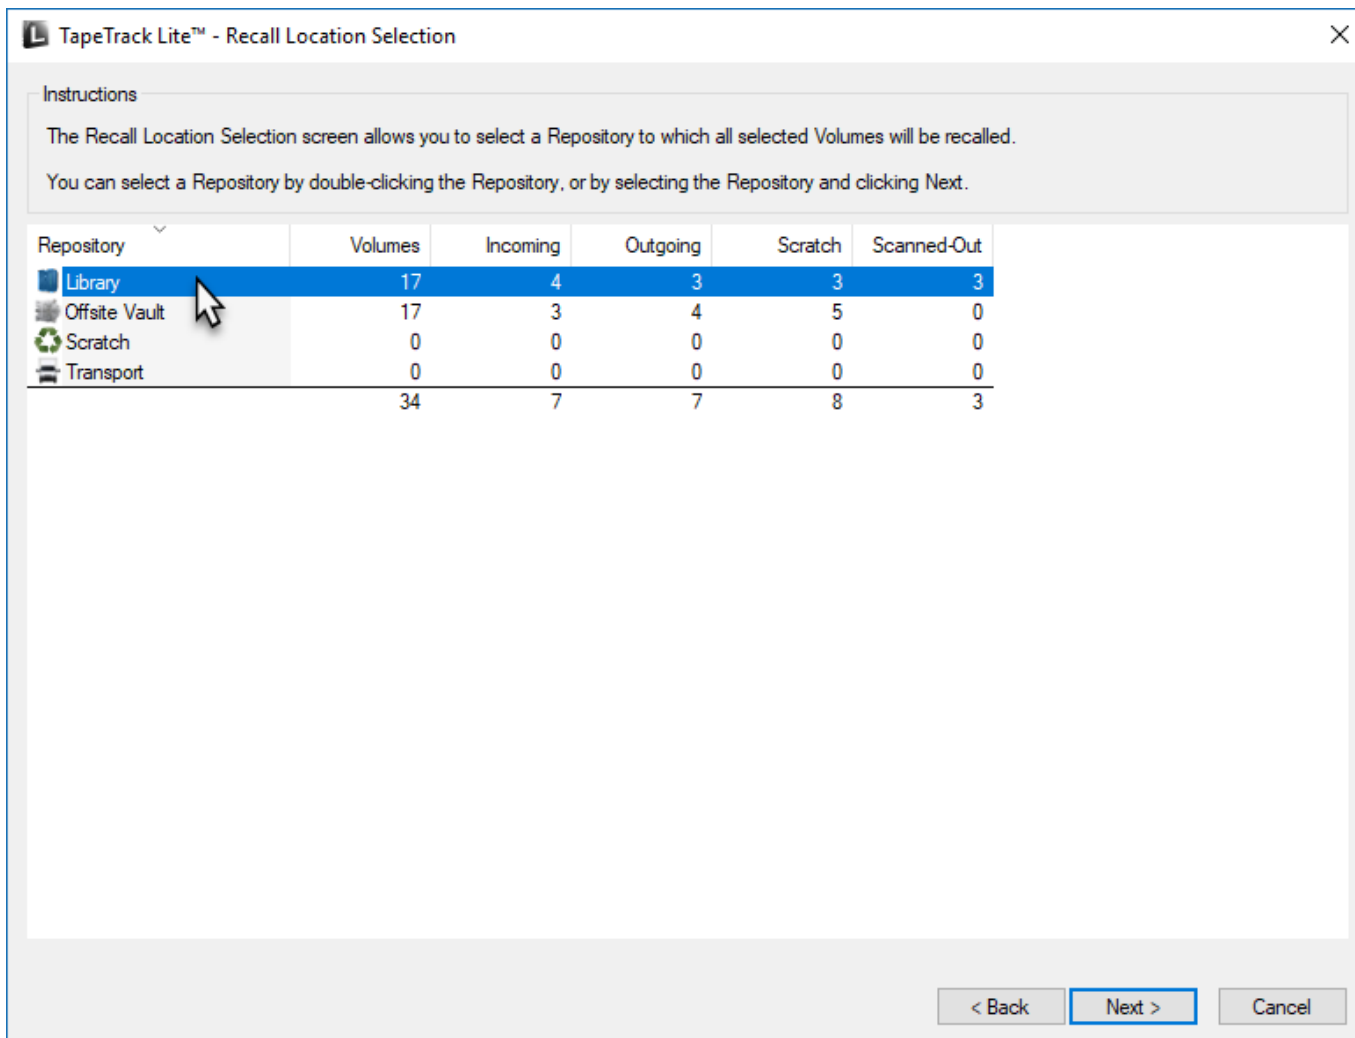 TapeTrack Lite™ - Recall Location Selection
Instructions
The Recall Location Selection screen allows you to select a Repository to which all selected Volumes will be recalled.
You can select a Repository by double-clicking the Repository, or by selecting the Repository and clicking Next.
Repository Volumes Incoming Outgoing Scratch Scanned-Out
Library 17 4 3 3 3
Offsite Vault 17 3 4 5 0
Scratch 0 0 0 0 0
Transport 0 0 0 0 0
34 7 7 8 3
< Back Next > Cancel